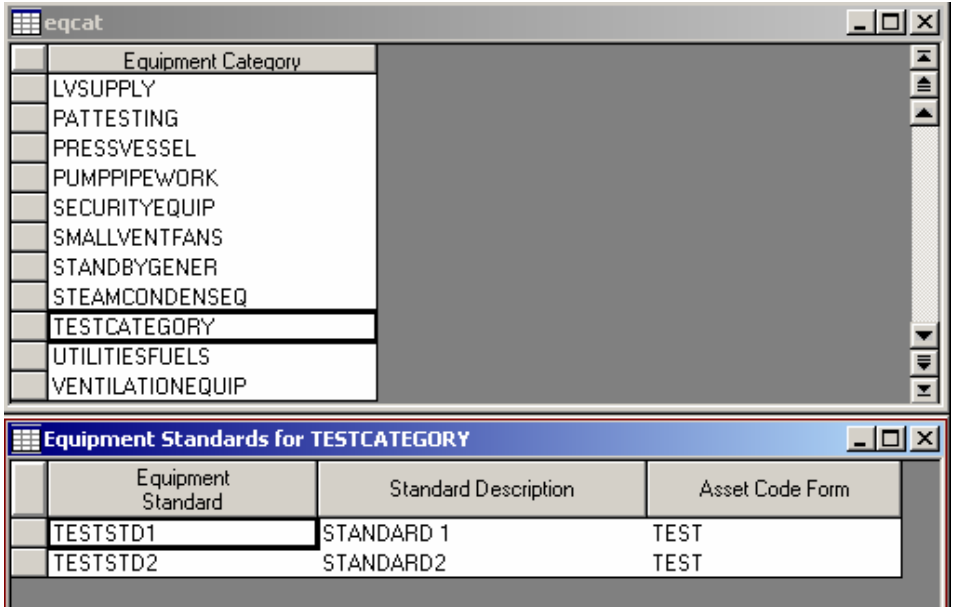 eqcat
Equipment Category
LVSUPPLY
PATTESTING
PRESSVESSEL
PUMPPIPEWORK
SECURITYEQUIP
SMALLVENTFANS
STANDBYGENER
STEAMCONDENSEQ
TESTCATEGORY
UTILITIESFUELS
VENTILATIONEQUIP
Equipment Standards for TESTCATEGORY
Equipment
Standard Standard Description Asset Code Form
TESTSTD1 STANDARD 1 TEST
TESTSTD2 STANDARD2 TEST